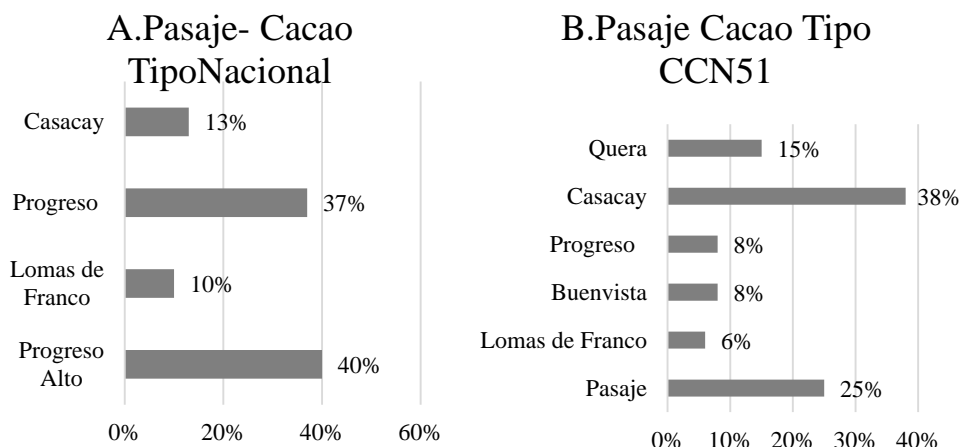 A.Pasaje- Cacao
TipoNacional
Casacay
13%
Progreso
37%
Lomas de
Franco
10%
Progreso
Alto
40%
0% 20% 40% 60%
B.Pasaje Cacao Tipo
CCN51
Quera
15%
Casacay
38%
Progreso
8%
Buenvista
8%
Lomas de Franco
6%
Pasaje
25%
0% 10% 20% 30% 40%